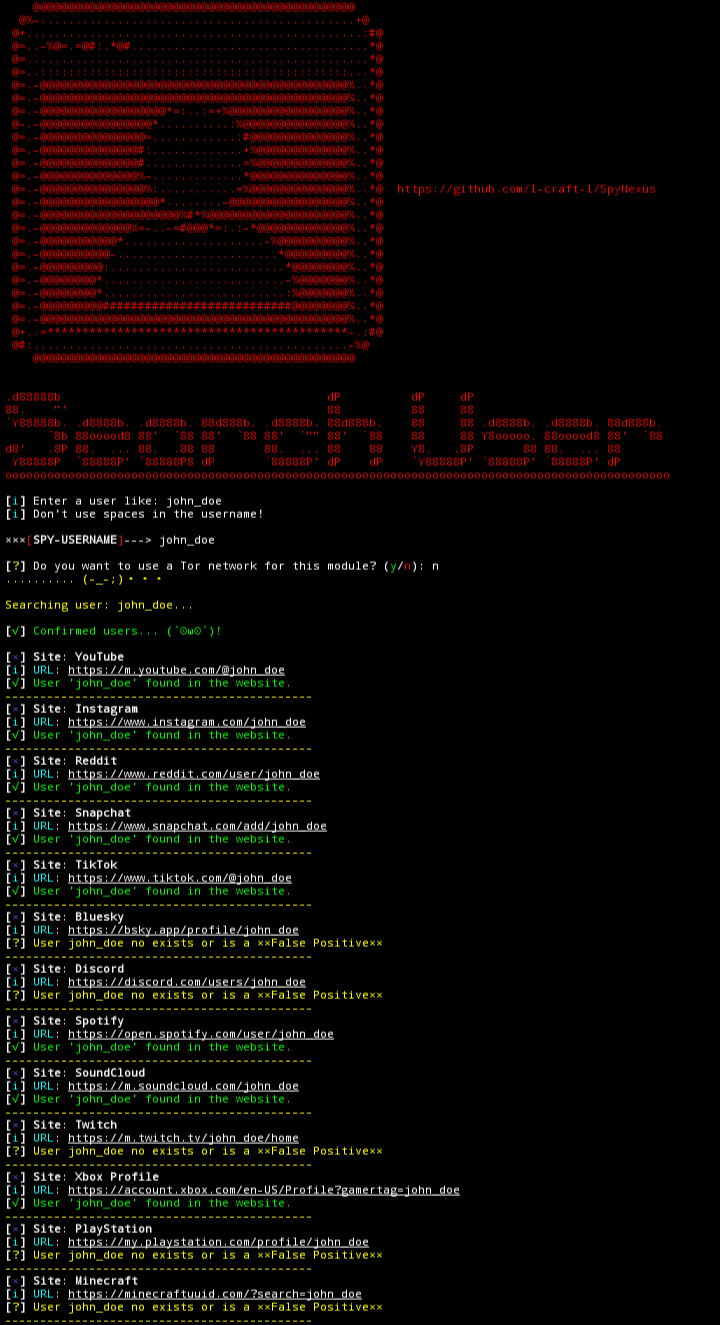 https://github.com/l-craft-l/SpyNexus
Search User
[i] Enter a user like: john_doe
[i] Don't use spaces in the username!
×××[SPY-USERNAME]---> john_doe
[?] Do you want to use a Tor network for this module? (y/n): n
.......... (-_-;)・・・
Searching user: john_doe...
[√] Confirmed users... (´⊙ω⊙`)!
[×] Site: YouTube
[i] URL: https://m.youtube.com/@john_doe
[√] User 'john_doe' found in the website.
--------------------------------------------
[×] Site: Instagram
[i] URL: https://www.instagram.com/john_doe
[√] User 'john_doe' found in the website.
--------------------------------------------
[×] Site: Reddit
[i] URL: https://www.reddit.com/user/john_doe
[√] User 'john_doe' found in the website.
--------------------------------------------
[×] Site: Snapchat
[i] URL: https://www.snapchat.com/add/john_doe
[√] User 'john_doe' found in the website.
--------------------------------------------
[×] Site: TikTok
[i] URL: https://www.tiktok.com/@john_doe
[√] User 'john_doe' found in the website.
--------------------------------------------
[×] Site: Bluesky
[i] URL: https://bsky.app/profile/john_doe
[?] User john_doe no exists or is a ××False Positive××
--------------------------------------------
[×] Site: Discord
[i] URL: https://discord.com/users/john_doe
[?] User john_doe no exists or is a ××False Positive××
--------------------------------------------
[×] Site: Spotify
[i] URL: https://open.spotify.com/user/john_doe
[√] User 'john_doe' found in the website.
--------------------------------------------
[×] Site: SoundCloud
[i] URL: https://m.soundcloud.com/john_doe
[√] User 'john_doe' found in the website.
--------------------------------------------
[×] Site: Twitch
[i] URL: https://m.twitch.tv/john_doe/home
[?] User john_doe no exists or is a ××False Positive××
--------------------------------------------
[×] Site: Xbox Profile
[i] URL: https://account.xbox.com/en-US/Profile?gamertag=john_doe
[√] User 'john_doe' found in the website.
--------------------------------------------
[×] Site: PlayStation
[i] URL: https://my.playstation.com/profile/john_doe
[?] User john_doe no exists or is a ××False Positive××
--------------------------------------------
[×] Site: Minecraft
[i] URL: https://minecraftuuid.com/?search=john_doe
[?] User john_doe no exists or is a ××False Positive××
--------------------------------------------